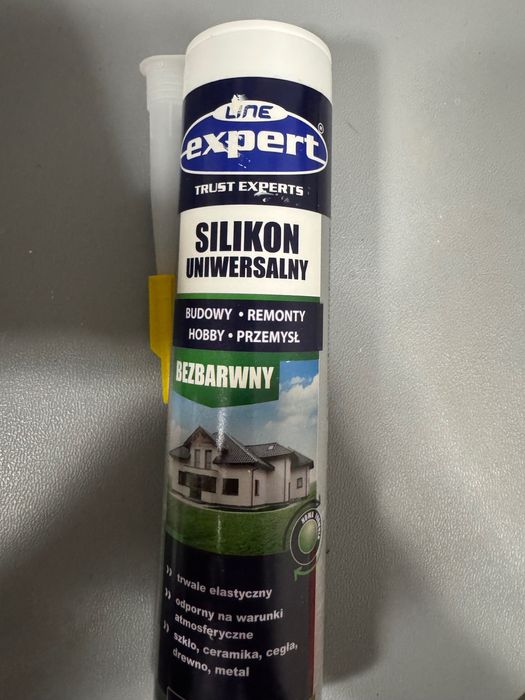 LINE
expert®
TRUST EXPERTS
SILIKON
UNIWERSALNY
BUDOWY • REMONTY
HOBBY • PRZEMYSŁ
BEZBARWNY
trwale elastyczny
odporny na warunki
atmosferyczne
szkło, ceramika, cegła,
drewno, metal